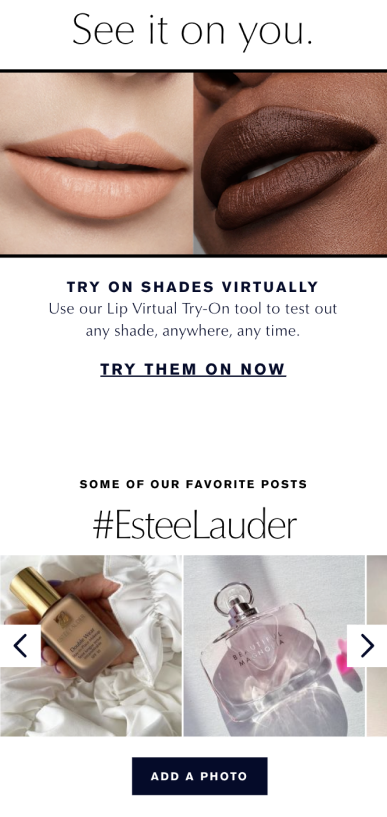 See it on you.
TRY ON SHADES VIRTUALLY
Use our Lip Virtual Try-On tool to test out
any shade, anywhere, any time.
TRY THEM ON NOW
SOME OF OUR FAVORITE POSTS
#EsteeLauder
Double Wear
BEAUTIFUL
MAGNOLIA
ADD A PHOTO